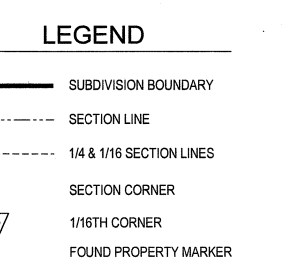 LEGEND
SUBDIVISION BOUNDARY
SECTION LINE
1/4 & 1/16 SECTION LINES
SECTION CORNER
1/16TH CORNER
FOUND PROPERTY MARKER